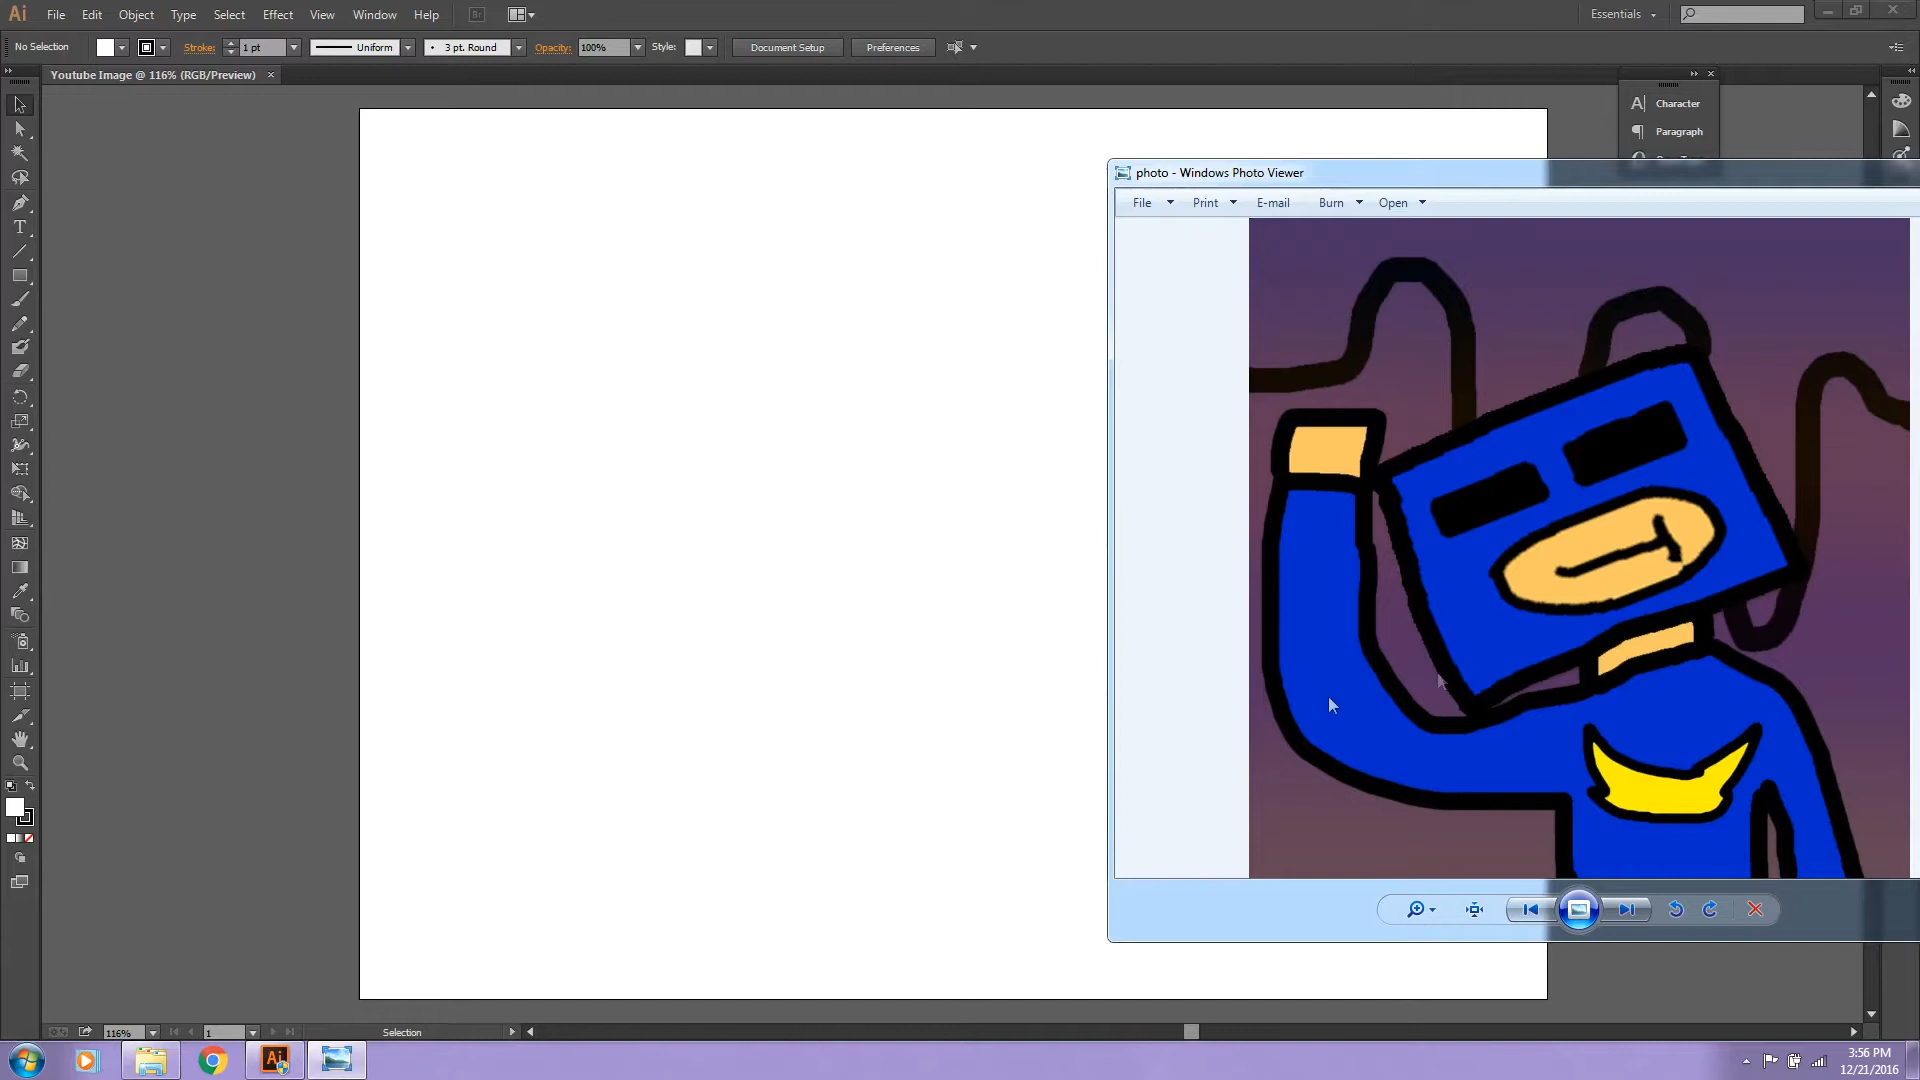 Ai File Edit Object Type Select Effect View Window Help Br Essentials
No Selection Stroke: 1 pt Uniform 3 pt. Round Opacity: 100% Style: Document Setup Preferences
Youtube Image @ 116% (RGB/Preview)
Character
Paragraph
photo - Windows Photo Viewer
File Print E-mail Burn Open
116% 1 Selection
Ai
3:56 PM
12/21/2016